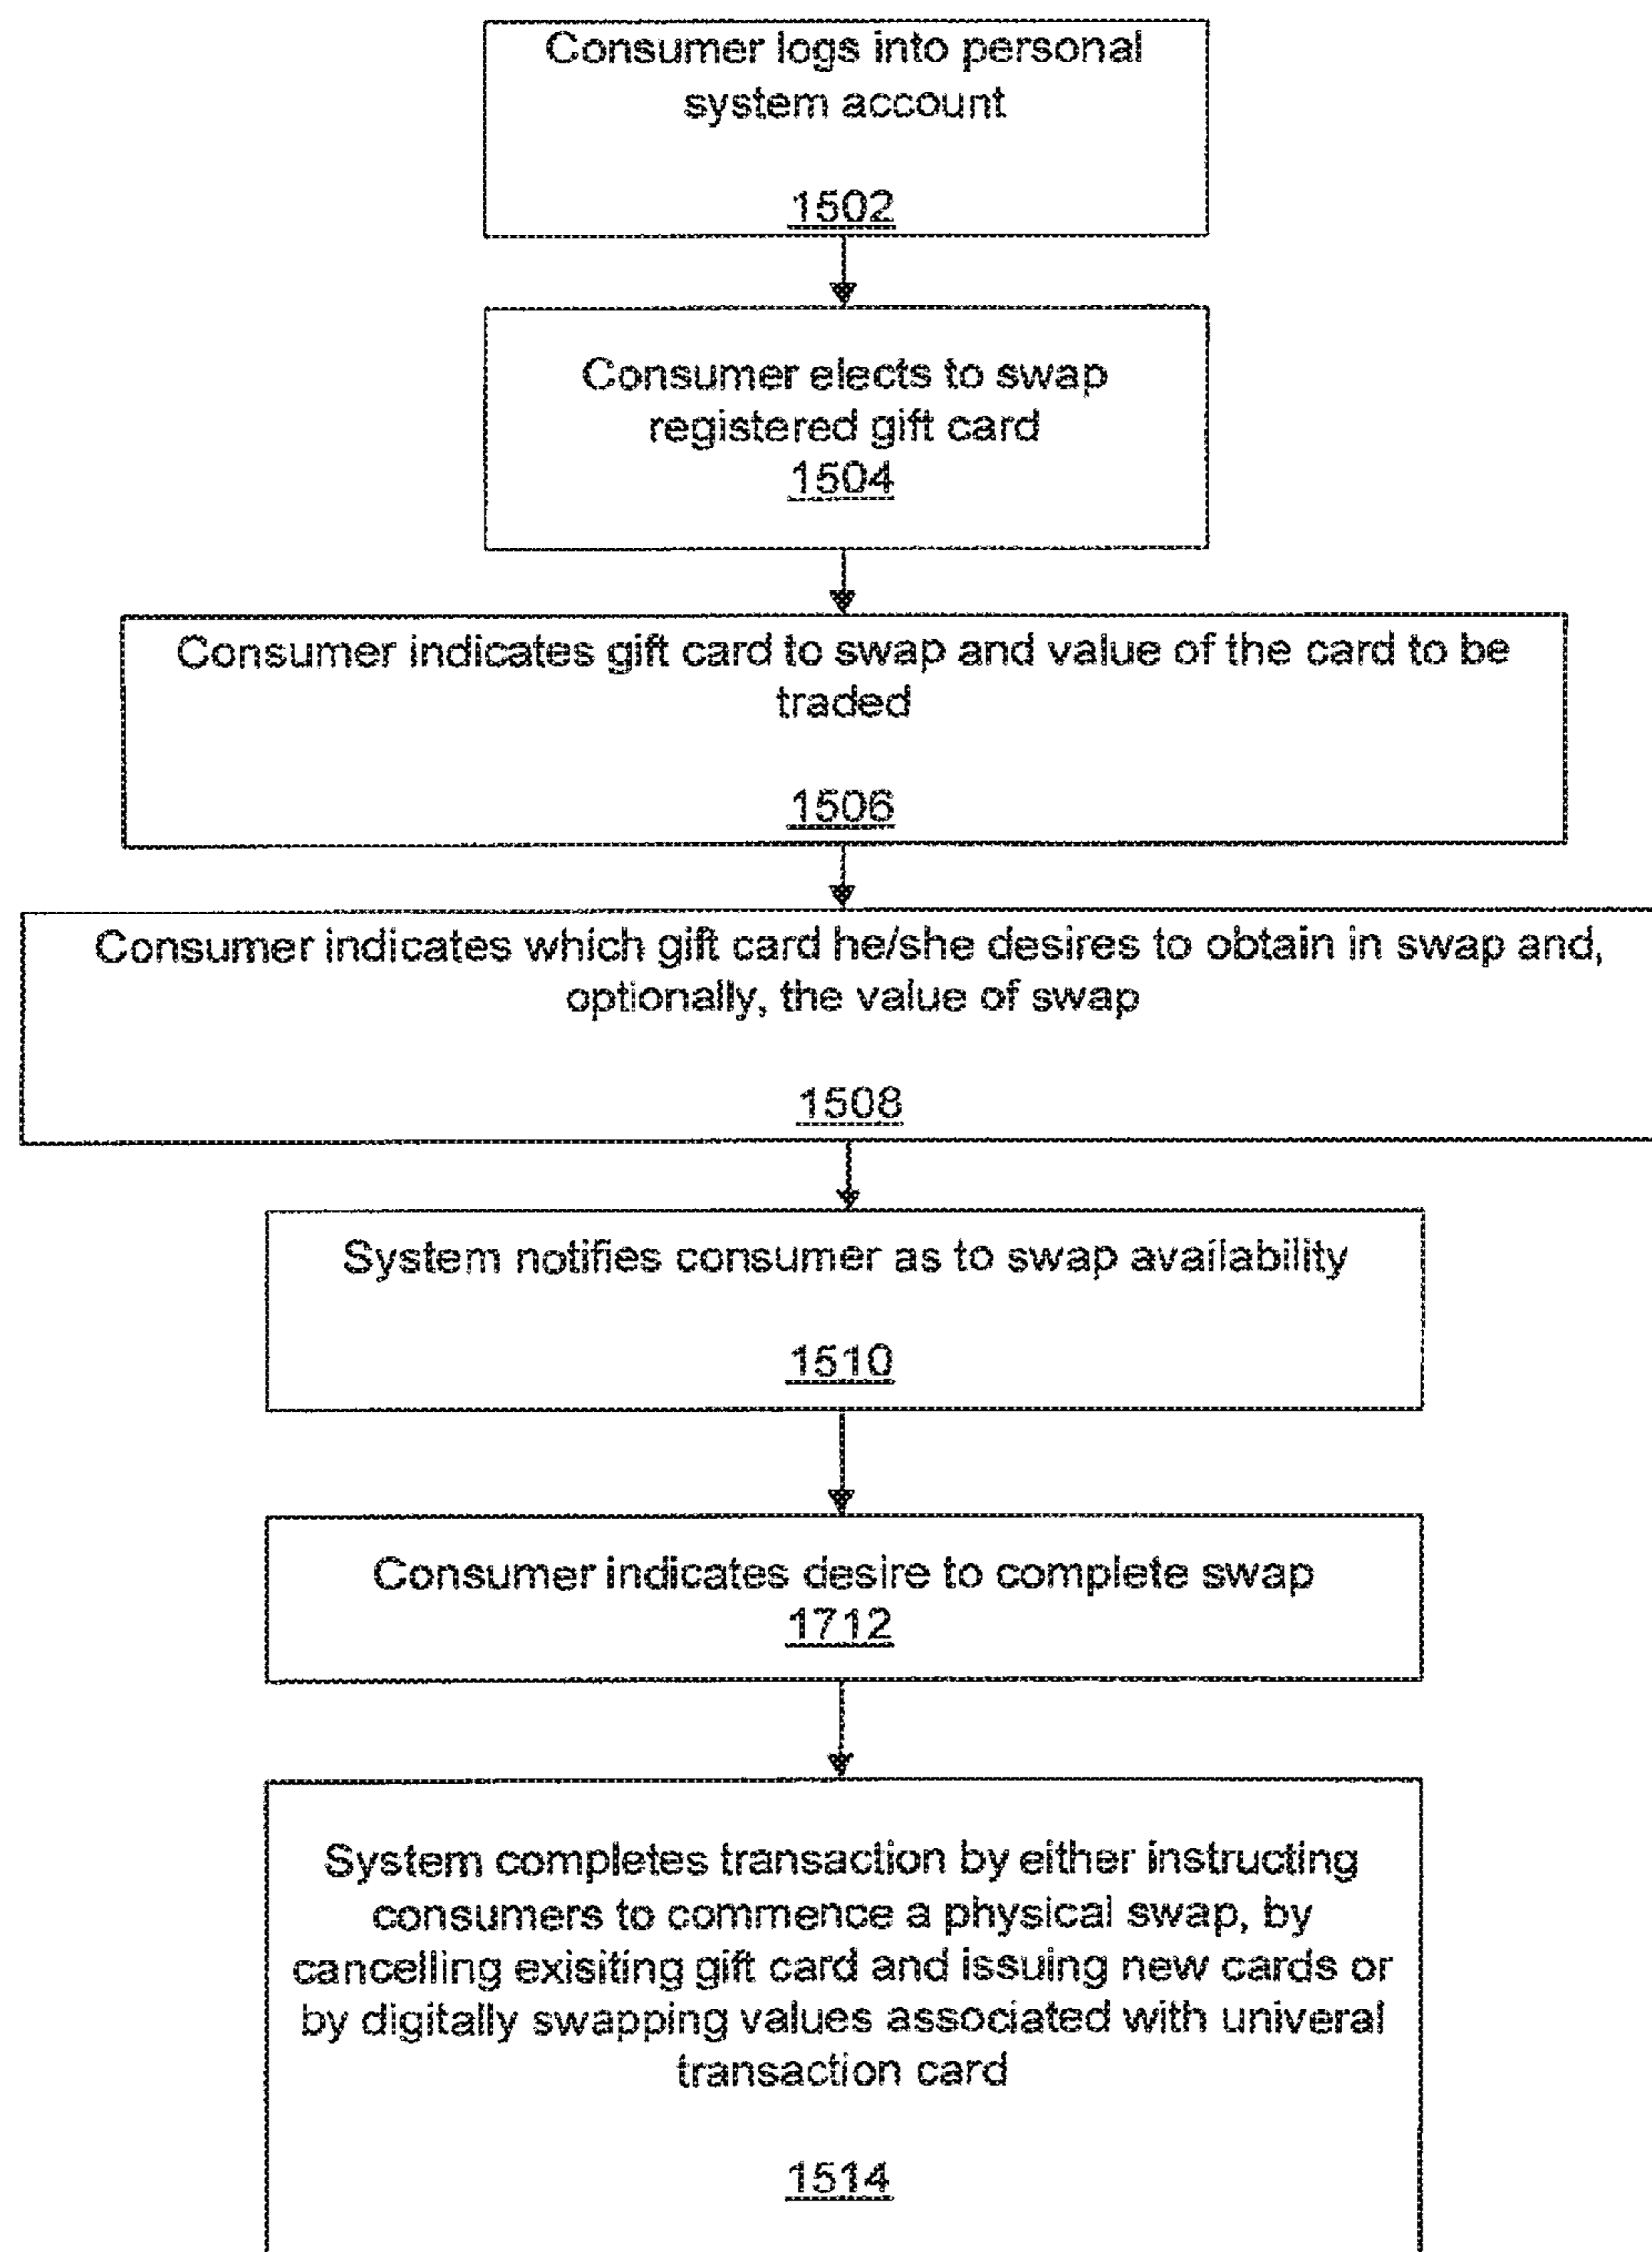 Consumer logs into personal
system account
1502
Consumer elects to swap
registered gift card
1504
Consumer indicates gift card to swap and value of the card to be
traded
1506
Consumer indicates which gift card he/she desires to obtain in swap and,
optionally, the value of swap
1508
System notifies consumer as to swap availability
1510
Consumer indicates desire to complete swap
1712
System completes transaction by either instructing
consumers to commence a physical swap, by
cancelling exisiting gift card and issuing new cards or
by digitally swapping values associated with univeral
transaction card
1514